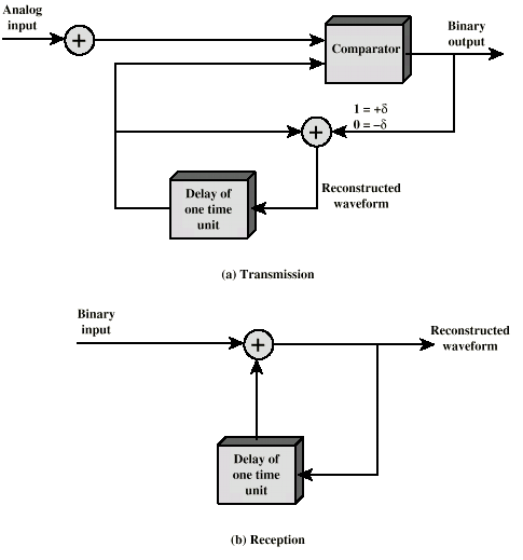 Analog
input
+
Comparator
Binary
output
1 = +δ
0 = –δ
+
Reconstructed
waveform
Delay of
one time
unit
(a) Transmission
Binary
input
+
Reconstructed
waveform
Delay of
one time
unit
(b) Reception